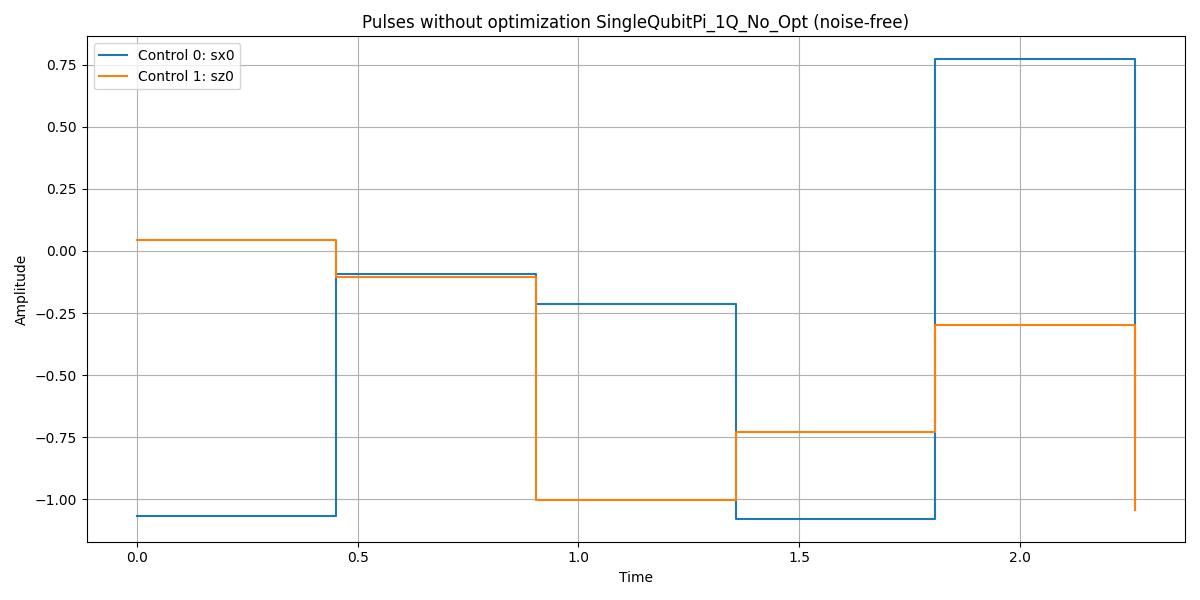 Pulses without optimization SingleQubitPi_1Q_No_Opt (noise-free)
Control 0: sx0
Control 1: sz0
Amplitude
0.75
0.50
0.25
0.00
−0.25
−0.50
−0.75
−1.00
0.0 0.5 1.0 1.5 2.0
Time